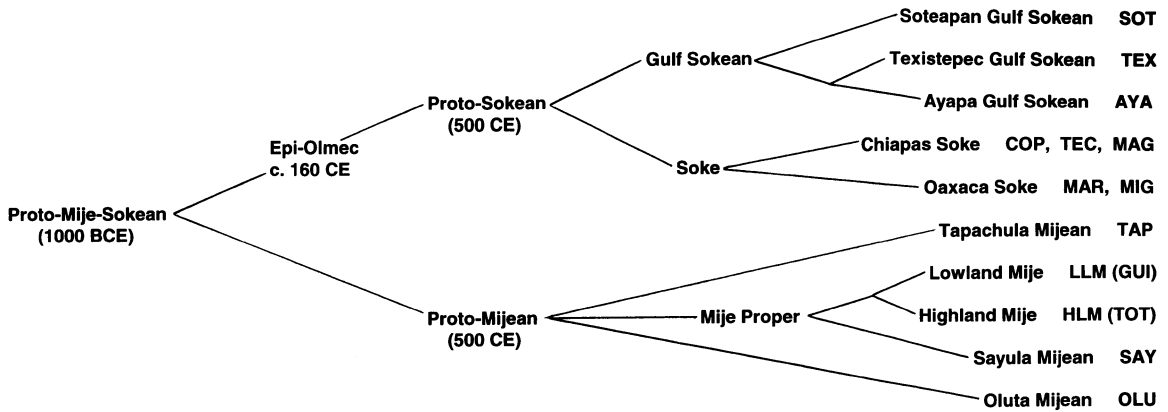 Soteapan Gulf Sokean SOT
Gulf Sokean
Texistepec Gulf Sokean TEX
Proto-Sokean
(500 CE)
Ayapa Gulf Sokean AYA
Epi-Olmec
c. 160 CE
Chiapas Soke COP, TEC, MAG
Soke
Oaxaca Soke MAR, MIG
Proto-Mije-Sokean
(1000 BCE)
Tapachula Mijean TAP
Lowland Mije LLM (GUI)
Proto-Mijean
(500 CE)
Mije Proper
Highland Mije HLM (TOT)
Sayula Mijean SAY
Oluta Mijean OLU